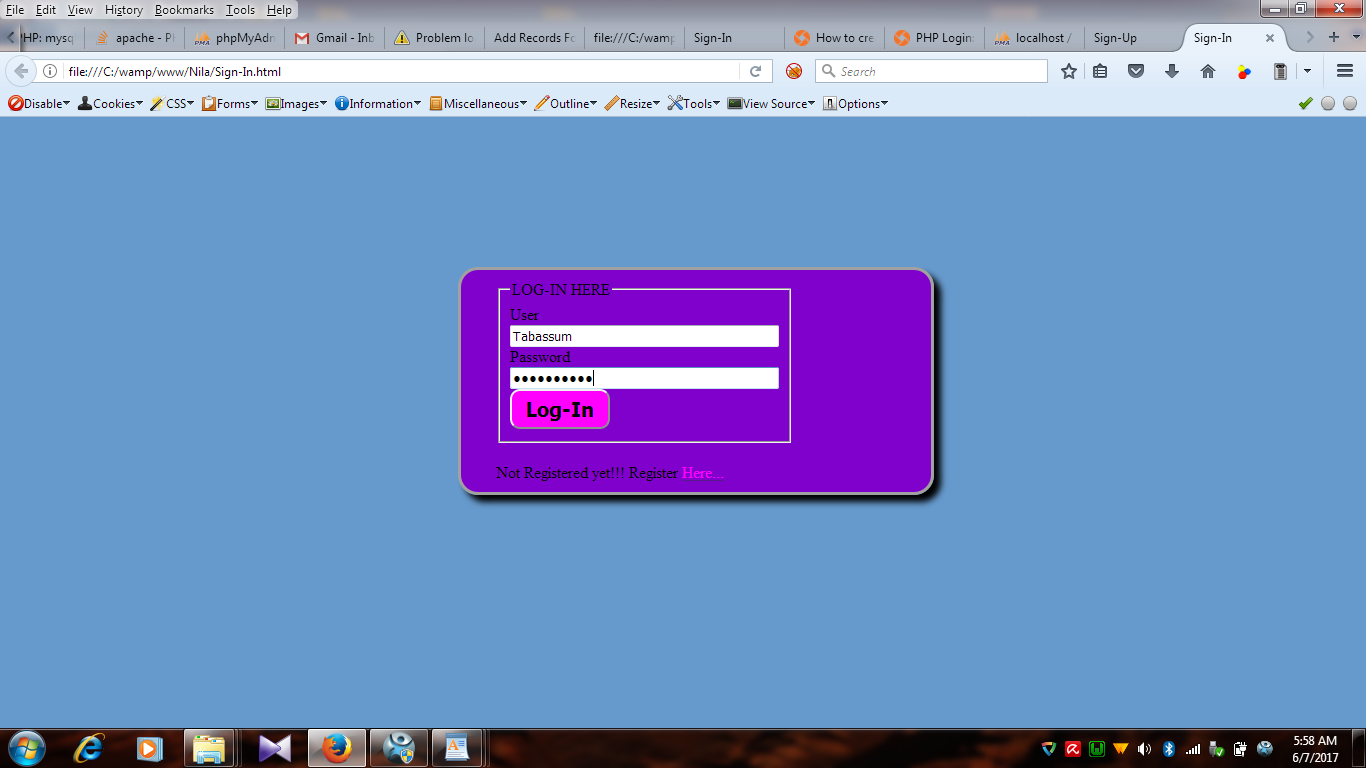 File Edit View History Bookmarks Tools Help
PHP: mysq apache - P phpMyAdn Gmail - Inb Problem lo Add Records Fo file:///C:/wamp Sign-In How to cre PHP Login: localhost / Sign-Up Sign-In
file:///C:/wamp/www/Nila/Sign-In.html Search
Disable Cookies CSS Forms Images Information Miscellaneous Outline Resize Tools View Source Options
LOG-IN HERE
User
Tabassum
Password
••••••••••
Log-In
Not Registered yet!!! Register Here...
5:58 AM
6/7/2017